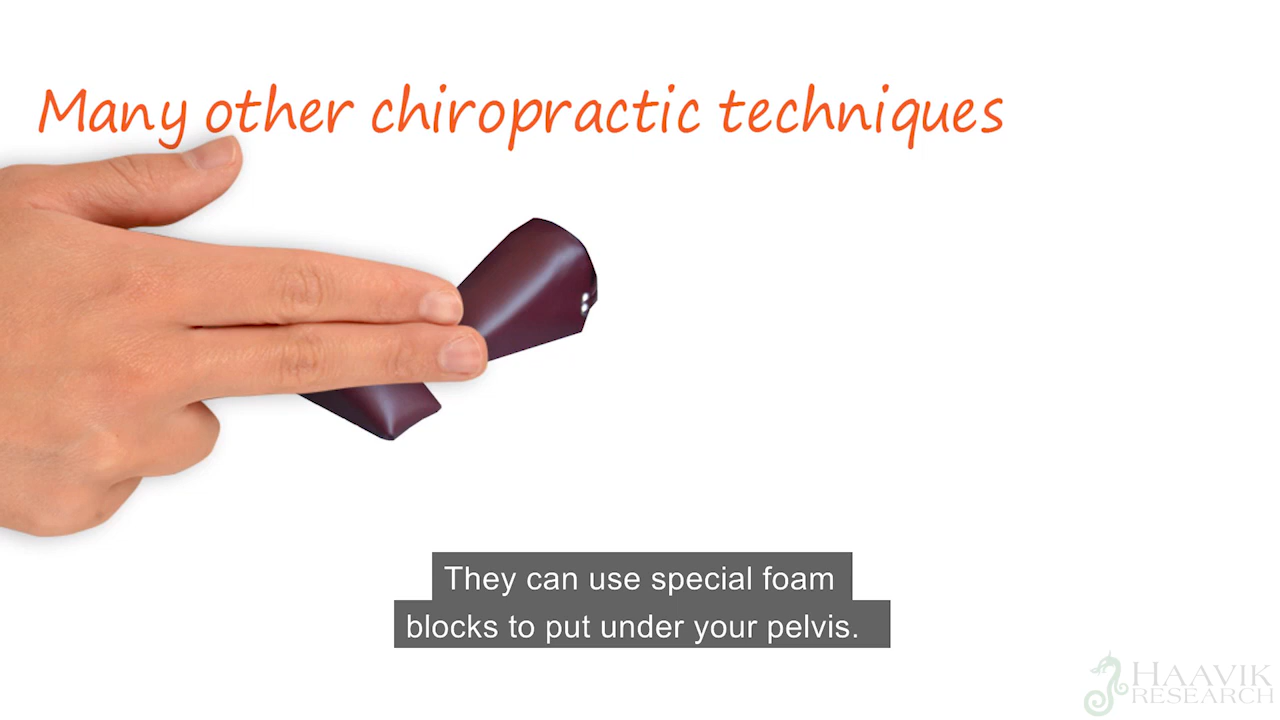 Many other chiropractic techniques
They can use special foam
blocks to put under your pelvis.
HAAVIK
RESEARCH